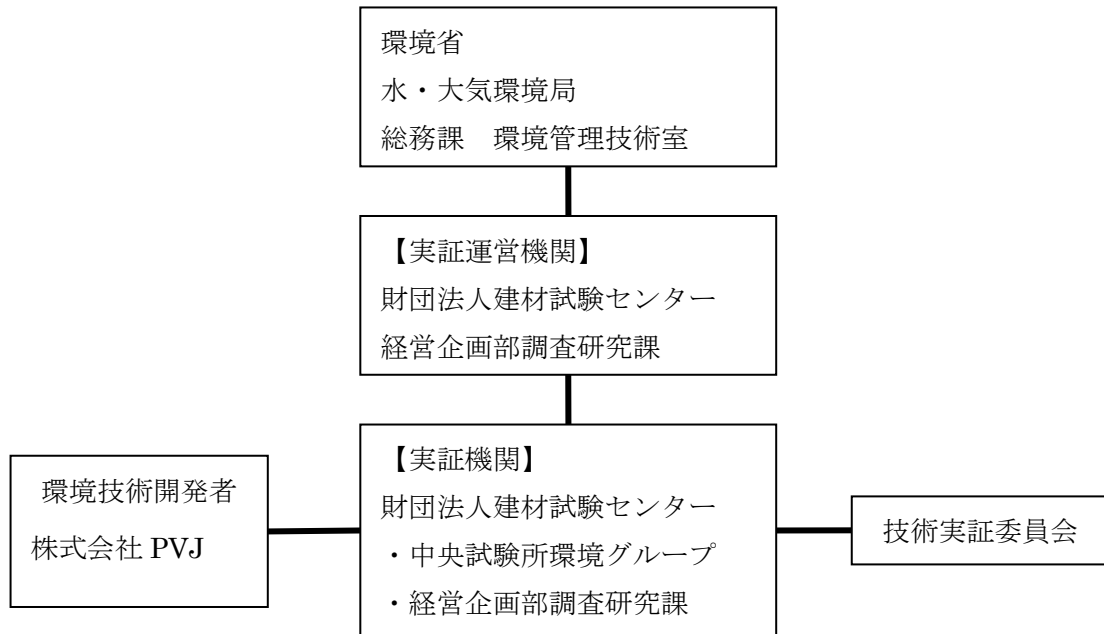 環境省
水・大気環境局
総務課　環境管理技術室
【実証運営機関】
財団法人建材試験センター
経営企画部調査研究課
環境技術開発者
株式会社 PVJ
【実証機関】
財団法人建材試験センター
・中央試験所環境グループ
・経営企画部調査研究課
技術実証委員会